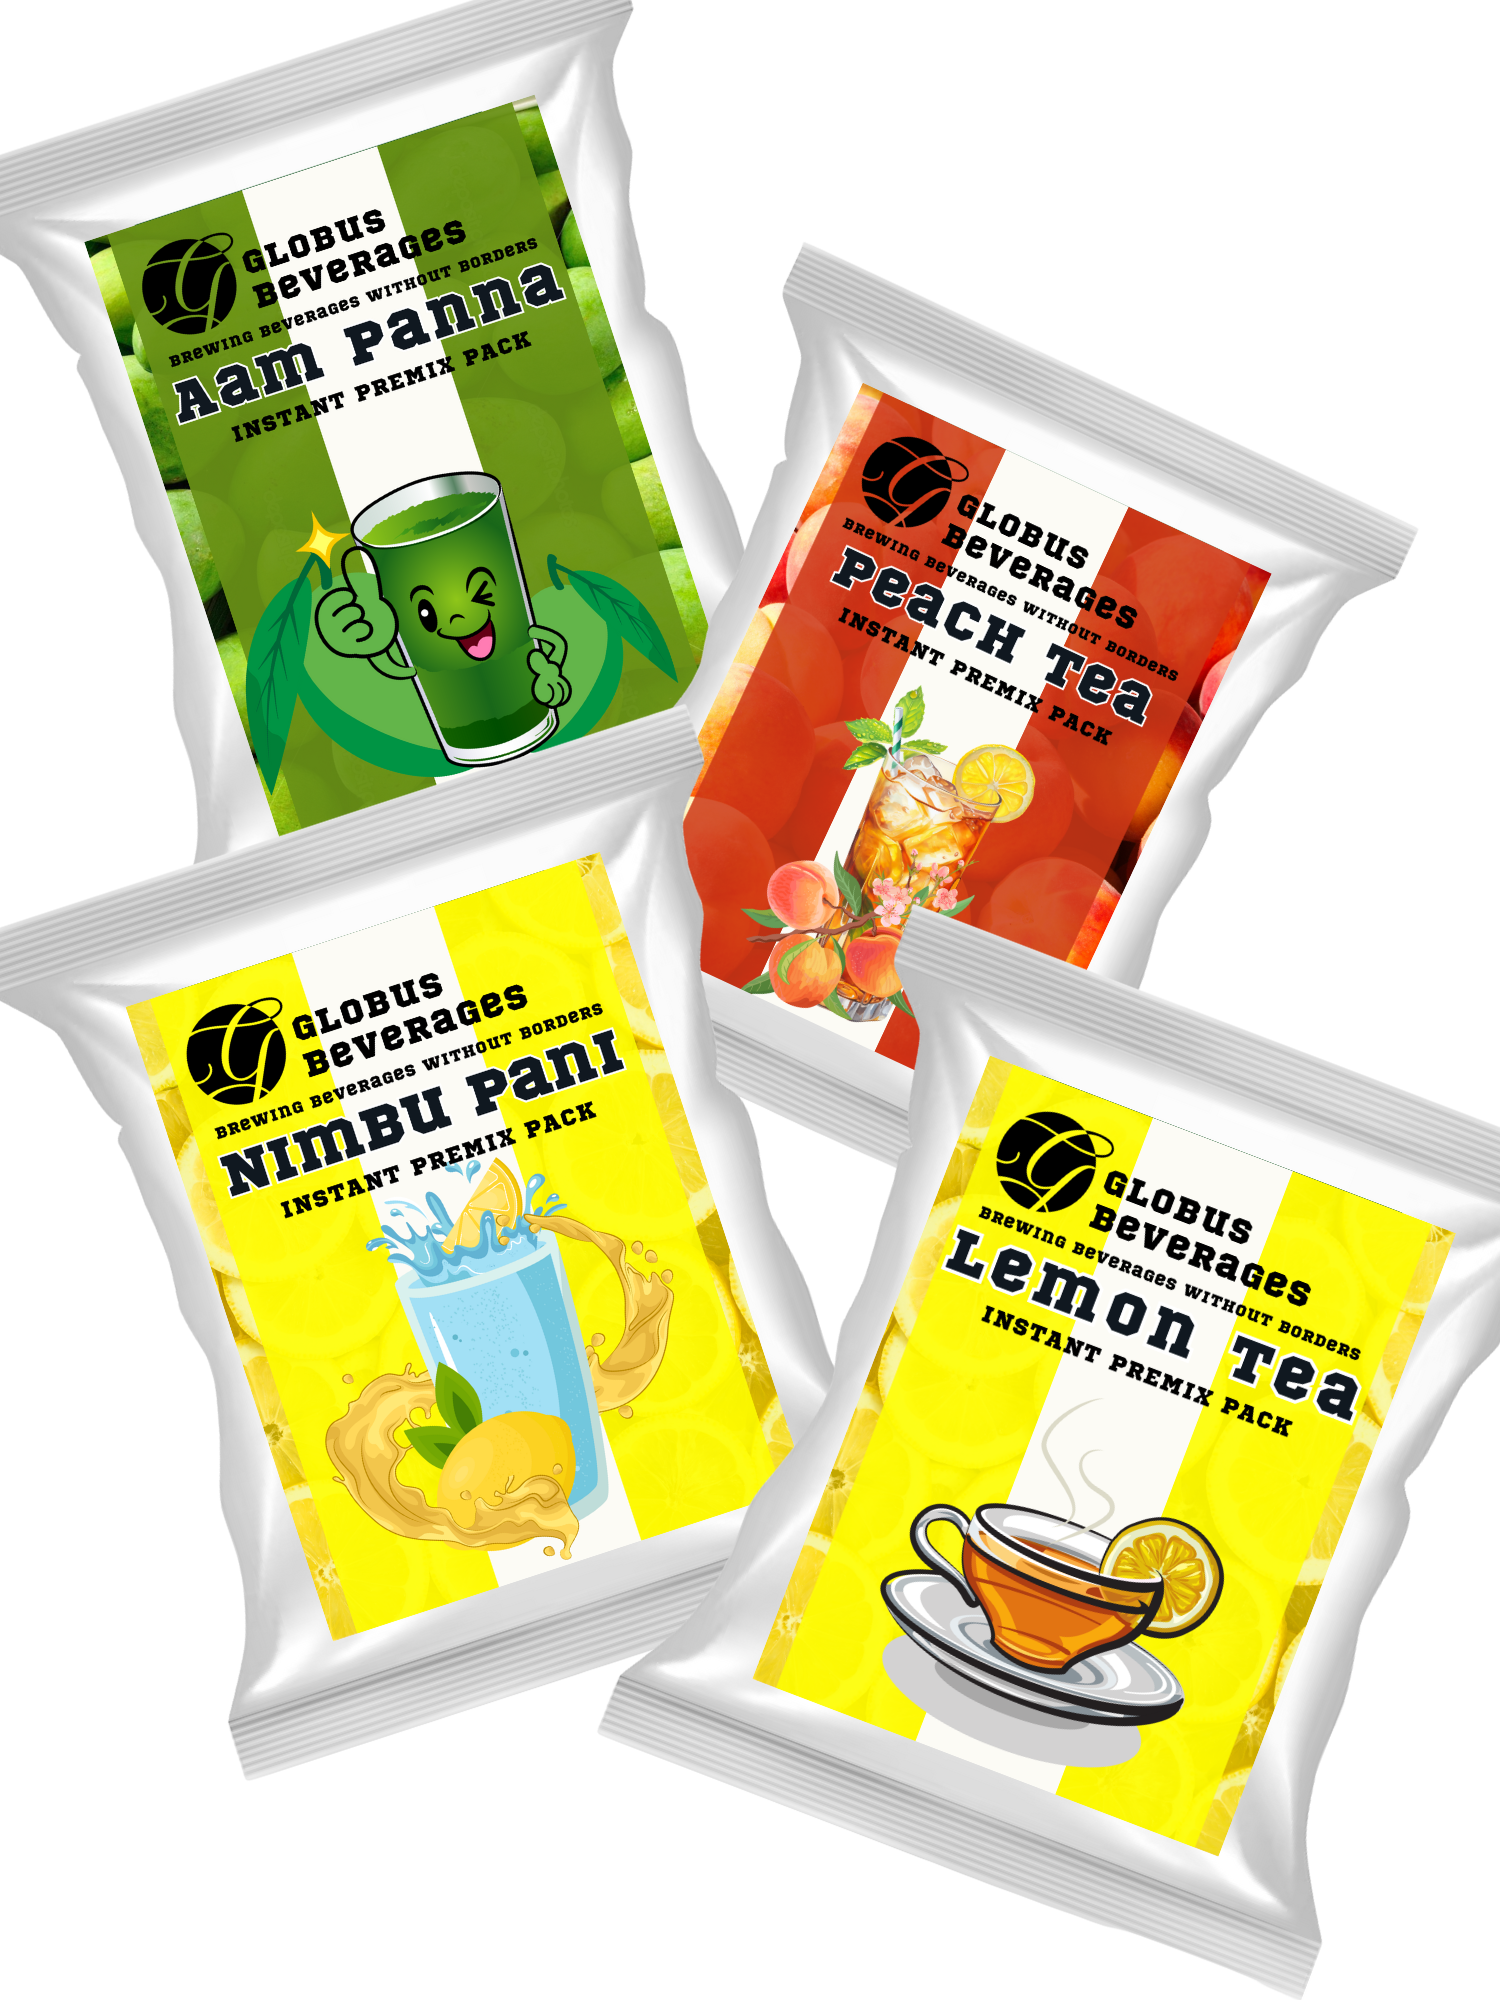 GLOBUS
BEVERAGES
BREWING BEVERAGES WITHOUT BORDERS
Aam Panna
INSTANT PREMIX PACK
GLOBUS
BEVERAGES
BREWING BEVERAGES WITHOUT BORDERS
Peach Tea
INSTANT PREMIX PACK
GLOBUS
BEVERAGES
BREWING BEVERAGES WITHOUT BORDERS
Nimbu Pani
INSTANT PREMIX PACK
GLOBUS
BEVERAGES
BREWING BEVERAGES WITHOUT BORDERS
Lemon Tea
INSTANT PREMIX PACK